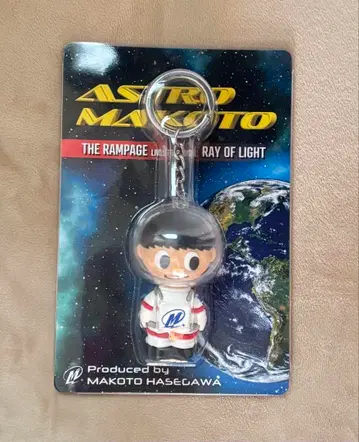 ASTRO
MAKOTO
THE RAMPAGE RAY OF LIGHT
M
Produced by
MAKOTO HASEGAWA